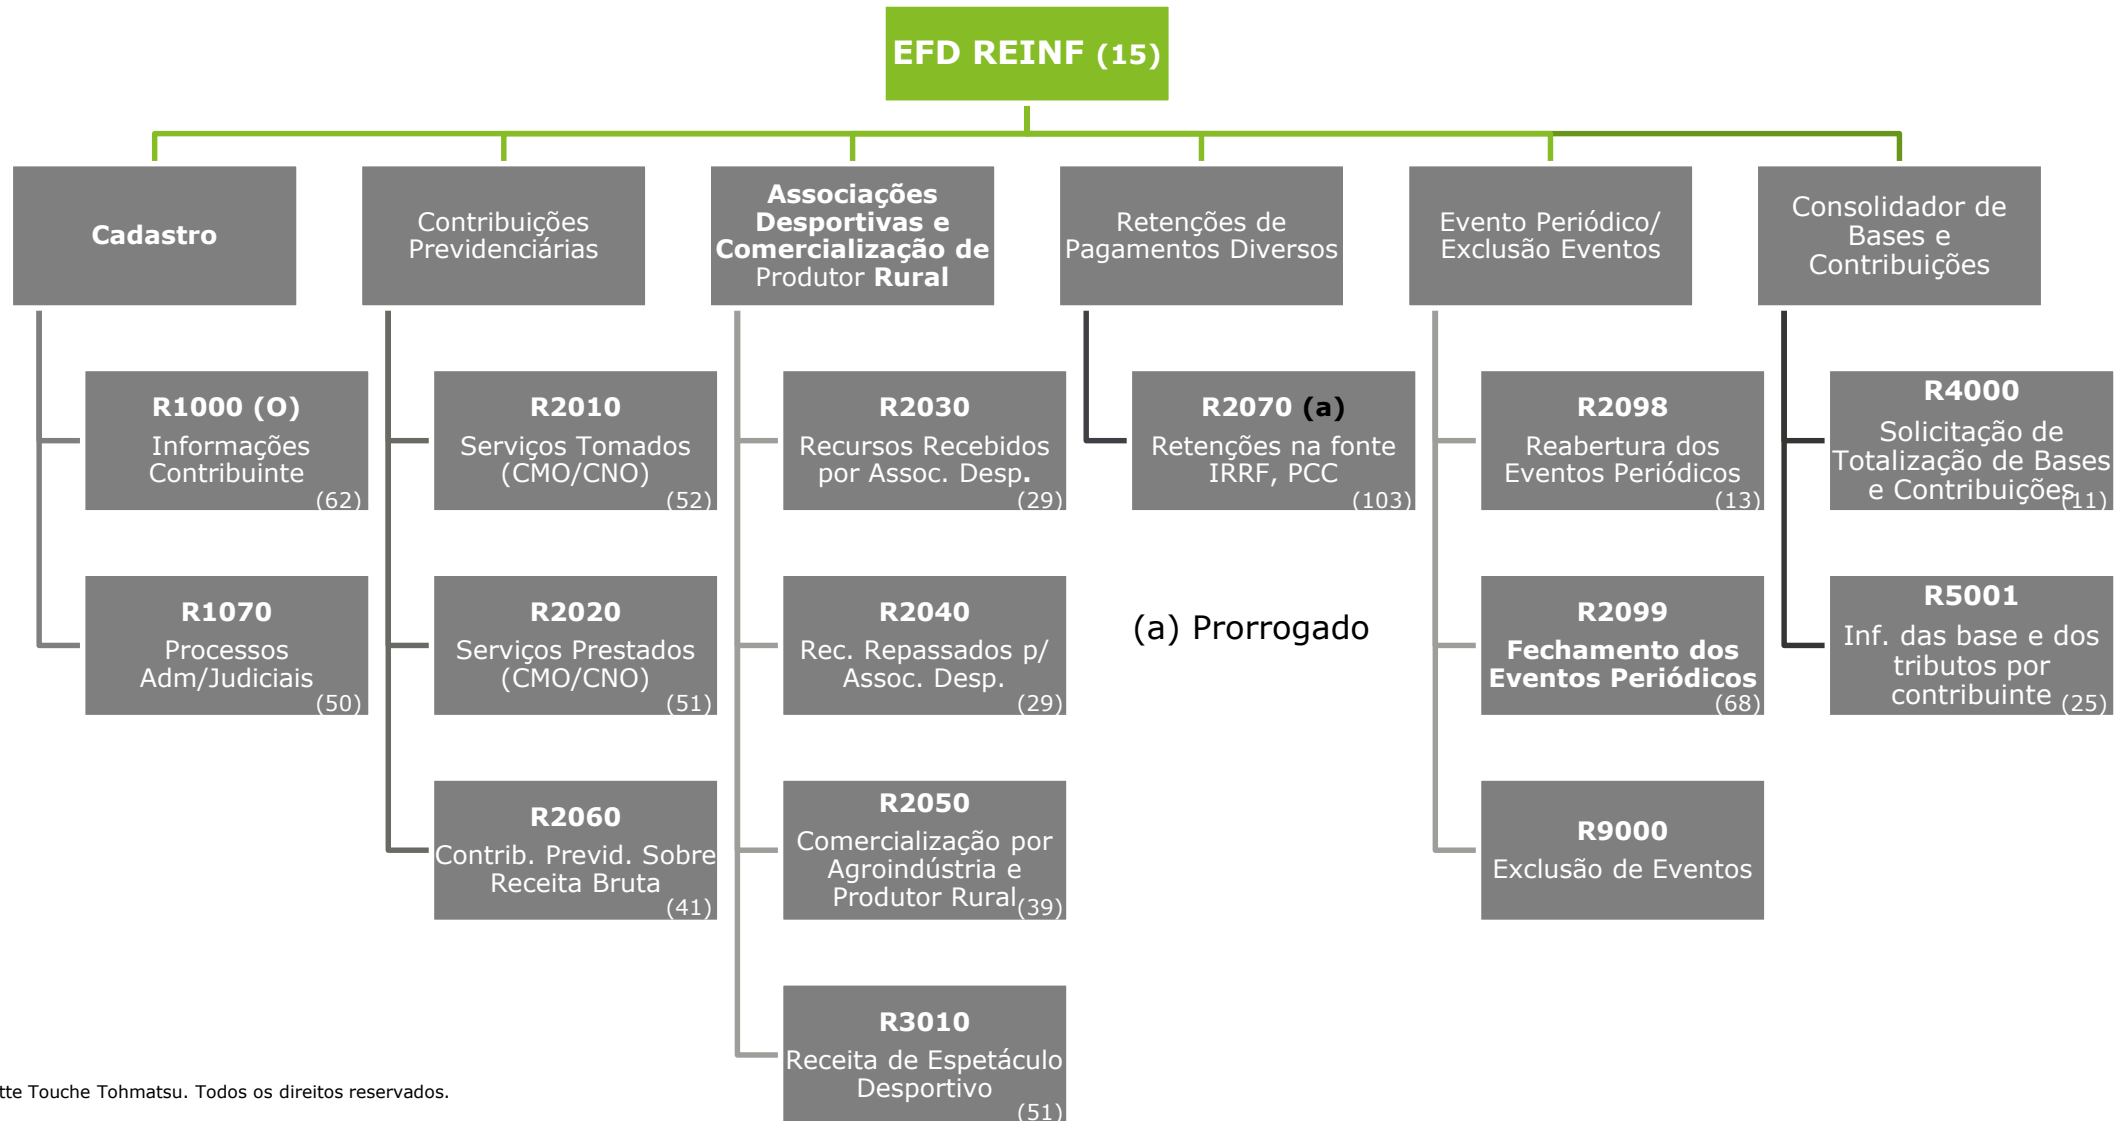 EFD REINF (15)
Cadastro
R1000 (O)
Informações
Contribuinte
(62)
R1070
Processos
Adm/Judiciais
(50)
Contribuições
Previdenciárias
R2010
Serviços Tomados
(CMO/CNO)
(52)
R2020
Serviços Prestados
(CMO/CNO)
(51)
R2060
Contrib. Previd. Sobre
Receita Bruta
(41)
Associações
Desportivas e
Comercialização de
Produtor Rural
R2030
Recursos Recebidos
por Assoc. Desp.
(29)
R2040
Rec. Repassados p/
Assoc. Desp.
(29)
R2050
Comercialização por
Agroindústria e
Produtor Rural
(39)
R3010
Receita de Espetáculo
Desportivo
(51)
Retenções de
Pagamentos Diversos
R2070 (a)
Retenções na fonte
IRRF, PCC
(103)
(a) Prorrogado
Evento Periódico/
Exclusão Eventos
R2098
Reabertura dos
Eventos Periódicos
(13)
R2099
Fechamento dos
Eventos Periódicos
(68)
R9000
Exclusão de Eventos
Consolidador de
Bases e
Contribuições
R4000
Solicitação de
Totalização de Bases
e Contribuições
(11)
R5001
Inf. das base e dos
tributos por
contribuinte
(25)
tte Touche Tohmatsu. Todos os direitos reservados.